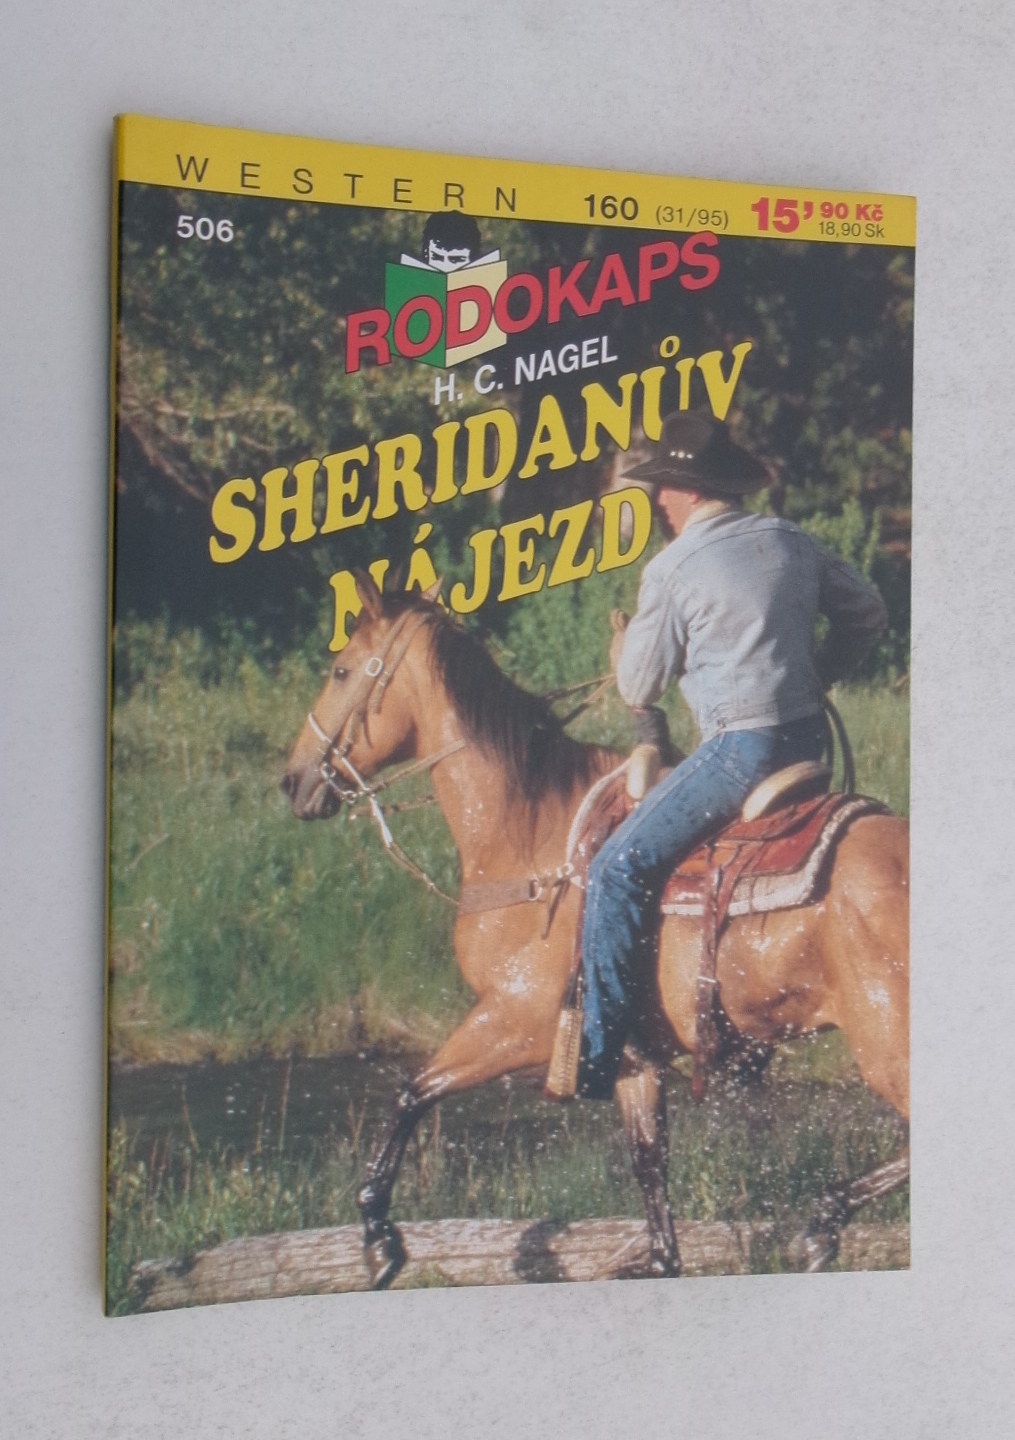 WESTERN 160 (31/95) 15’90 Kč
18,90 Sk
506
RODOKAPS
H. C. NAGEL
SHERIDANŮV
NÁJEZD